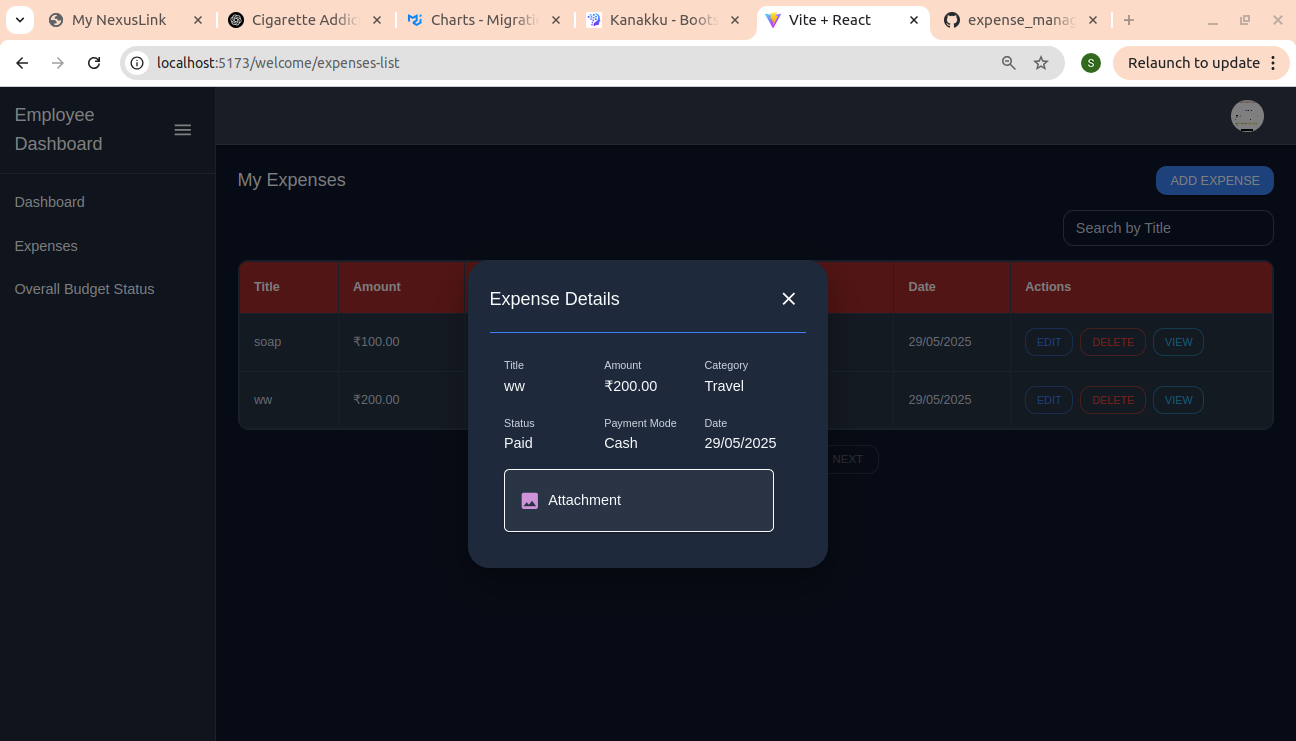 My NexusLink
Cigarette Addic
Charts - Migrati
Kanakku - Boots
Vite + React
expense_manag
localhost:5173/welcome/expenses-list
S
Relaunch to update
Employee
Dashboard
Dashboard
Expenses
Overall Budget Status
My Expenses
ADD EXPENSE
Search by Title
Title Amount Date Actions
soap ₹100.00 29/05/2025 EDIT DELETE VIEW
ww ₹200.00 29/05/2025 EDIT DELETE VIEW
NEXT
Expense Details
Title Amount Category
ww ₹200.00 Travel
Status Payment Mode Date
Paid Cash 29/05/2025
Attachment